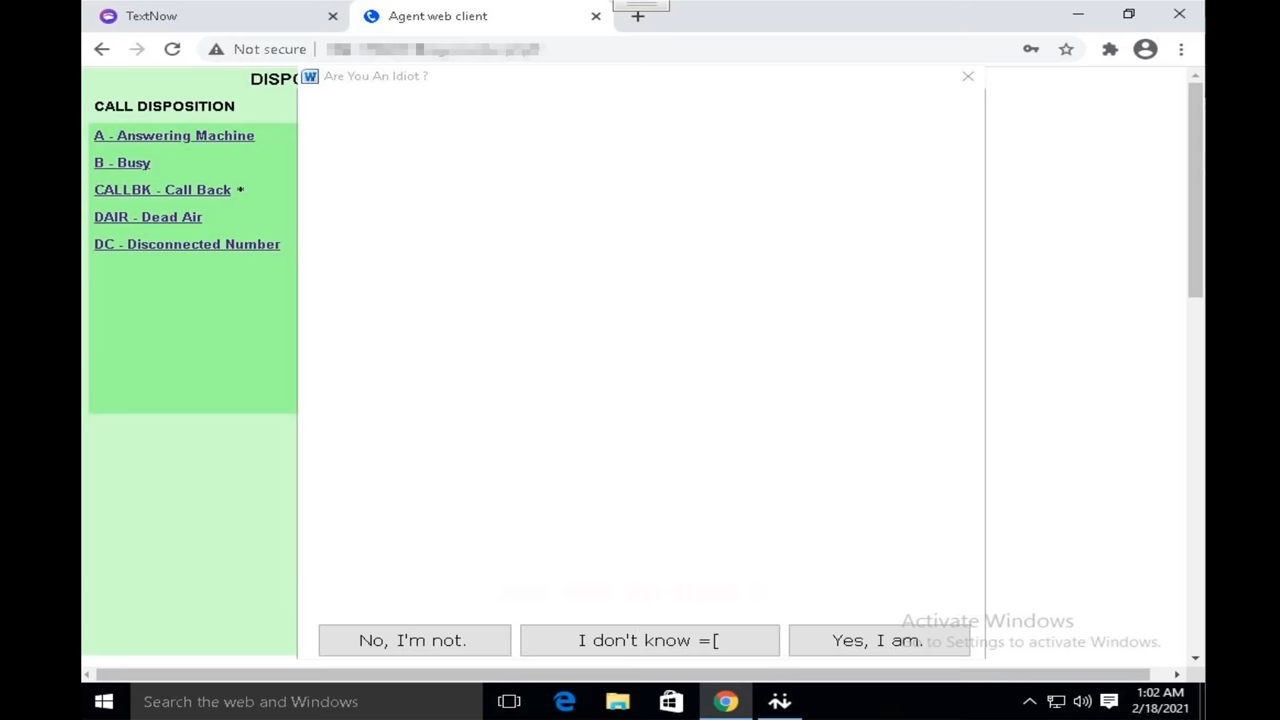 TextNow
Agent web client
Not secure
DISPO
Are You An Idiot ?
CALL DISPOSITION
A - Answering Machine
B - Busy
CALLBK - Call Back *
DAIR - Dead Air
DC - Disconnected Number
Activate Windows
to Settings to activate Windows.
No, I'm not.
I don't know =[
Yes, I am.
Search the web and Windows
1:02 AM
2/18/2021